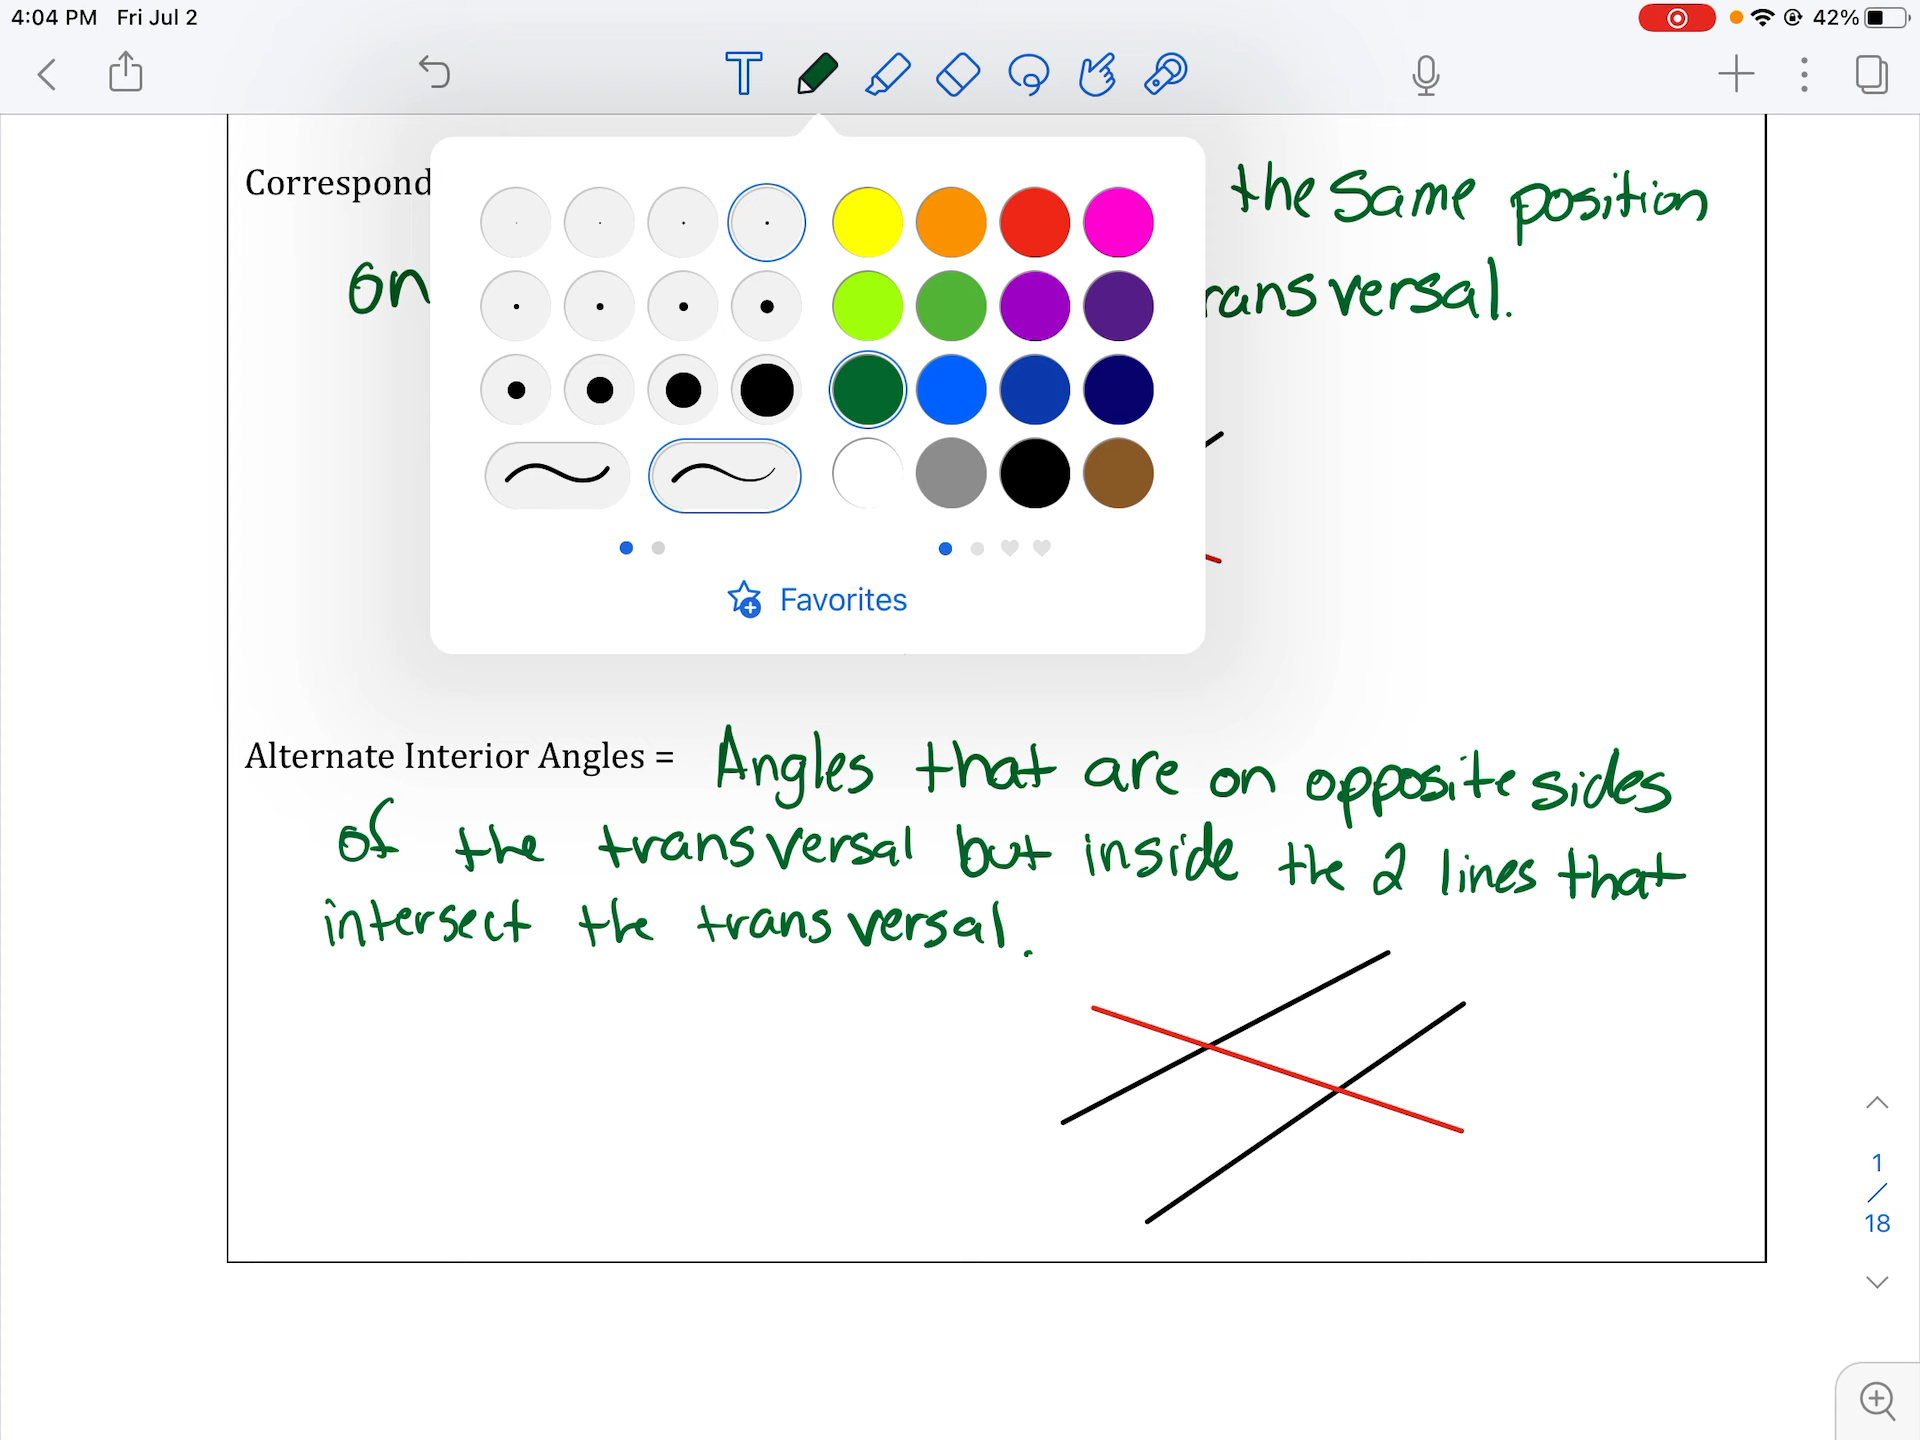 4:04 PM Fri Jul 2
42%
T
Correspond
the same position
on
ransversal.
Favorites
Alternate Interior Angles = Angles that are on opposite sides
of the transversal but inside the 2 lines that
intersect the transversal.
1
/
18